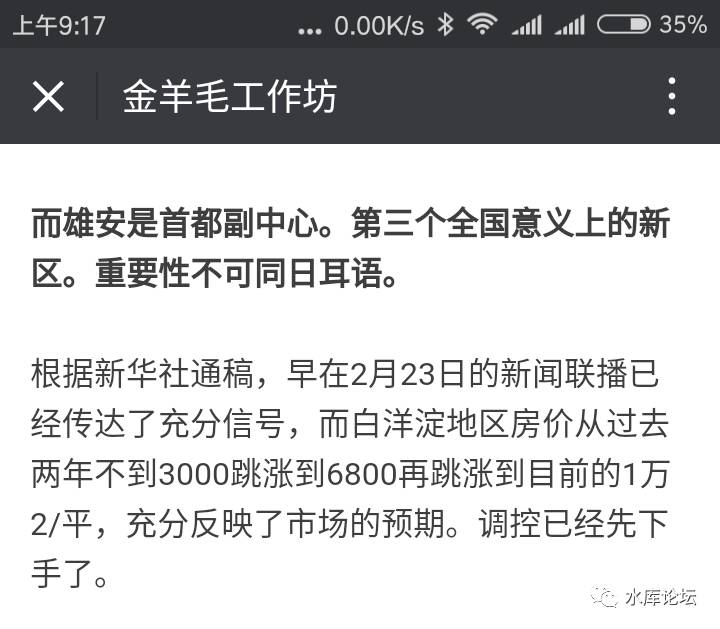 上午9:17 ... 0.00K/s 35%
金羊毛工作坊
而雄安是首都副中心。第三个全国意义上的新
区。重要性不可同日耳语。
根据新华社通稿，早在2月23日的新闻联播已
经传达了充分信号，而白洋淀地区房价从过去
两年不到3000跳涨到6800再跳涨到目前的1万
2/平，充分反映了市场的预期。调控已经先下
手了。
水库论坛